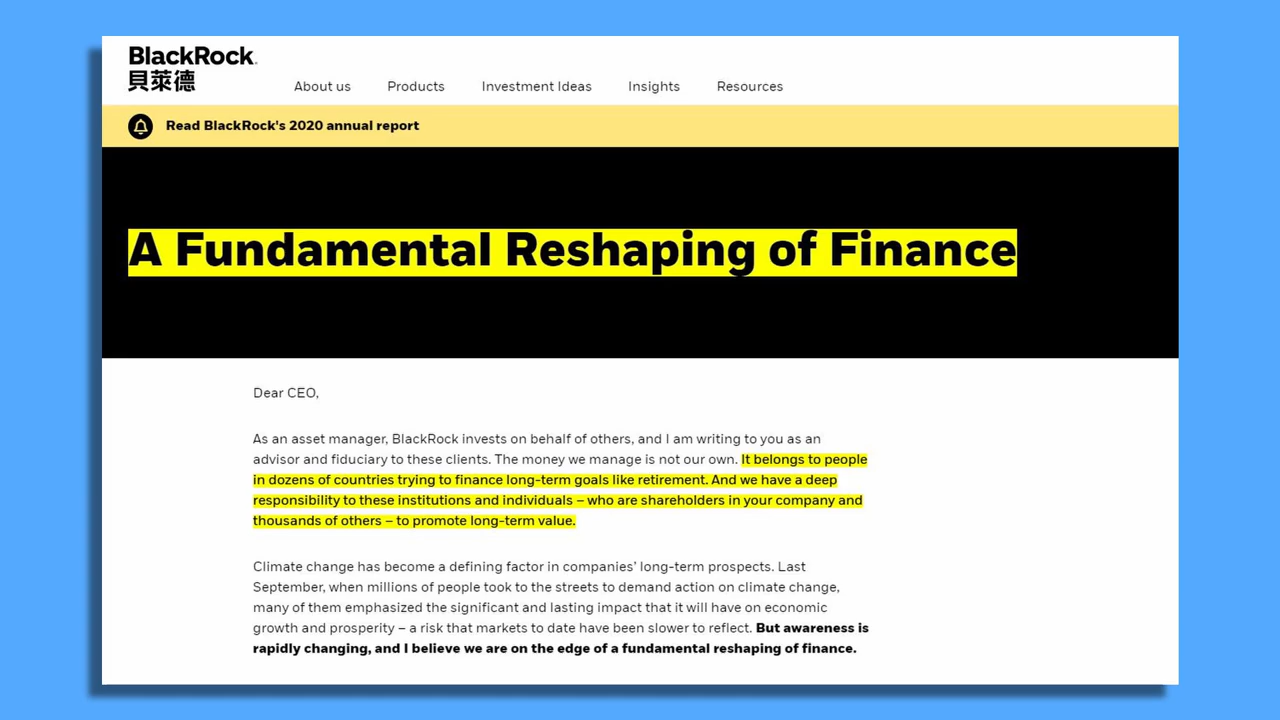 BlackRock.
貝萊德
About us Products Investment Ideas Insights Resources
Read BlackRock's 2020 annual report
A Fundamental Reshaping of Finance
Dear CEO,
As an asset manager, BlackRock invests on behalf of others, and I am writing to you as an
advisor and fiduciary to these clients. The money we manage is not our own. It belongs to people
in dozens of countries trying to finance long-term goals like retirement. And we have a deep
responsibility to these institutions and individuals – who are shareholders in your company and
thousands of others – to promote long-term value.
Climate change has become a defining factor in companies’ long-term prospects. Last
September, when millions of people took to the streets to demand action on climate change,
many of them emphasized the significant and lasting impact that it will have on economic
growth and prosperity – a risk that markets to date have been slower to reflect. But awareness is
rapidly changing, and I believe we are on the edge of a fundamental reshaping of finance.